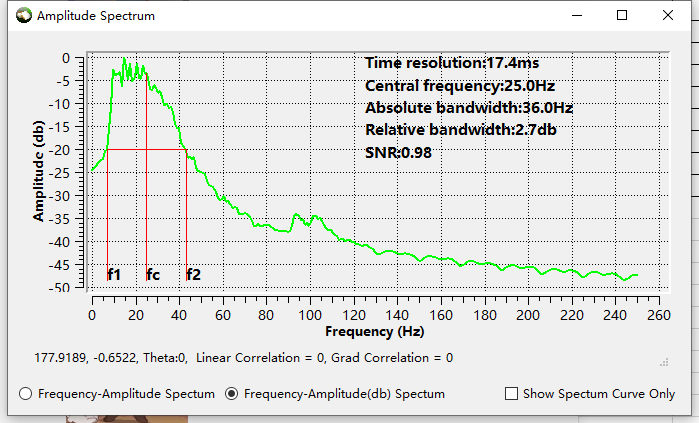 Amplitude Spectrum
Time resolution:17.4ms
Central frequency:25.0Hz
Absolute bandwidth:36.0Hz
Relative bandwidth:2.7db
SNR:0.98
Amplitude (db)
0
-5
-10
-15
-20
-25
-30
-35
-40
-45
-50
f1 fc f2
0 20 40 60 80 100 120 140 160 180 200 220 240 260
Frequency (Hz)
177.9189, -0.6522, Theta:0, Linear Correlation = 0, Grad Correlation = 0
Frequency-Amplitude Spectum Frequency-Amplitude(db) Spectum Show Spectum Curve Only